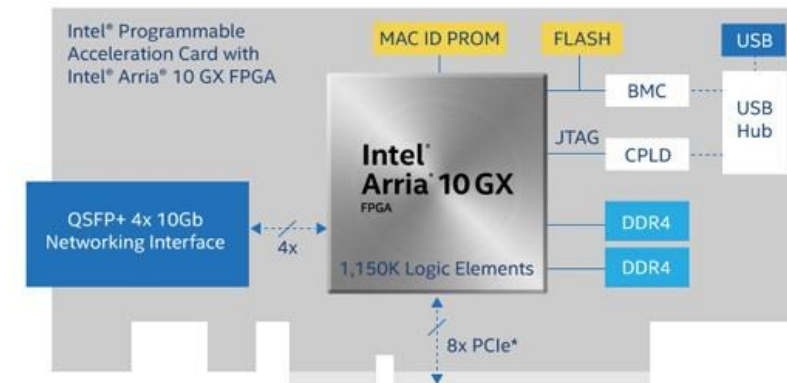 Intel® Programmable
Acceleration Card with
Intel® Arria® 10 GX FPGA
MAC ID PROM
FLASH
USB
BMC
USB
Hub
JTAG
CPLD
Intel®
Arria® 10 GX
FPGA
QSFP+ 4x 10Gb
Networking Interface
4x
DDR4
1,150K Logic Elements
DDR4
8x PCIe*